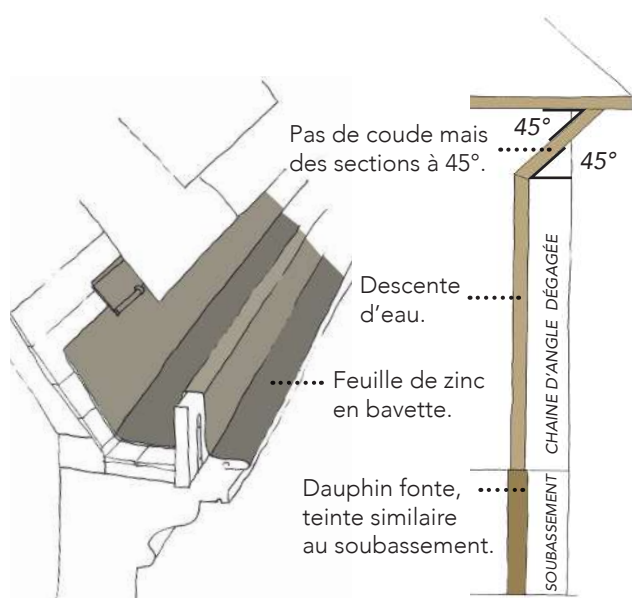 Pas de coude mais
des sections à 45°.
45°
45°
Descente
d'eau.
CHAINE D'ANGLE DÉGAGÉE
Feuille de zinc
en bavette.
Dauphin fonte,
teinte similaire
au soubassement.
SOUBASSEMENT